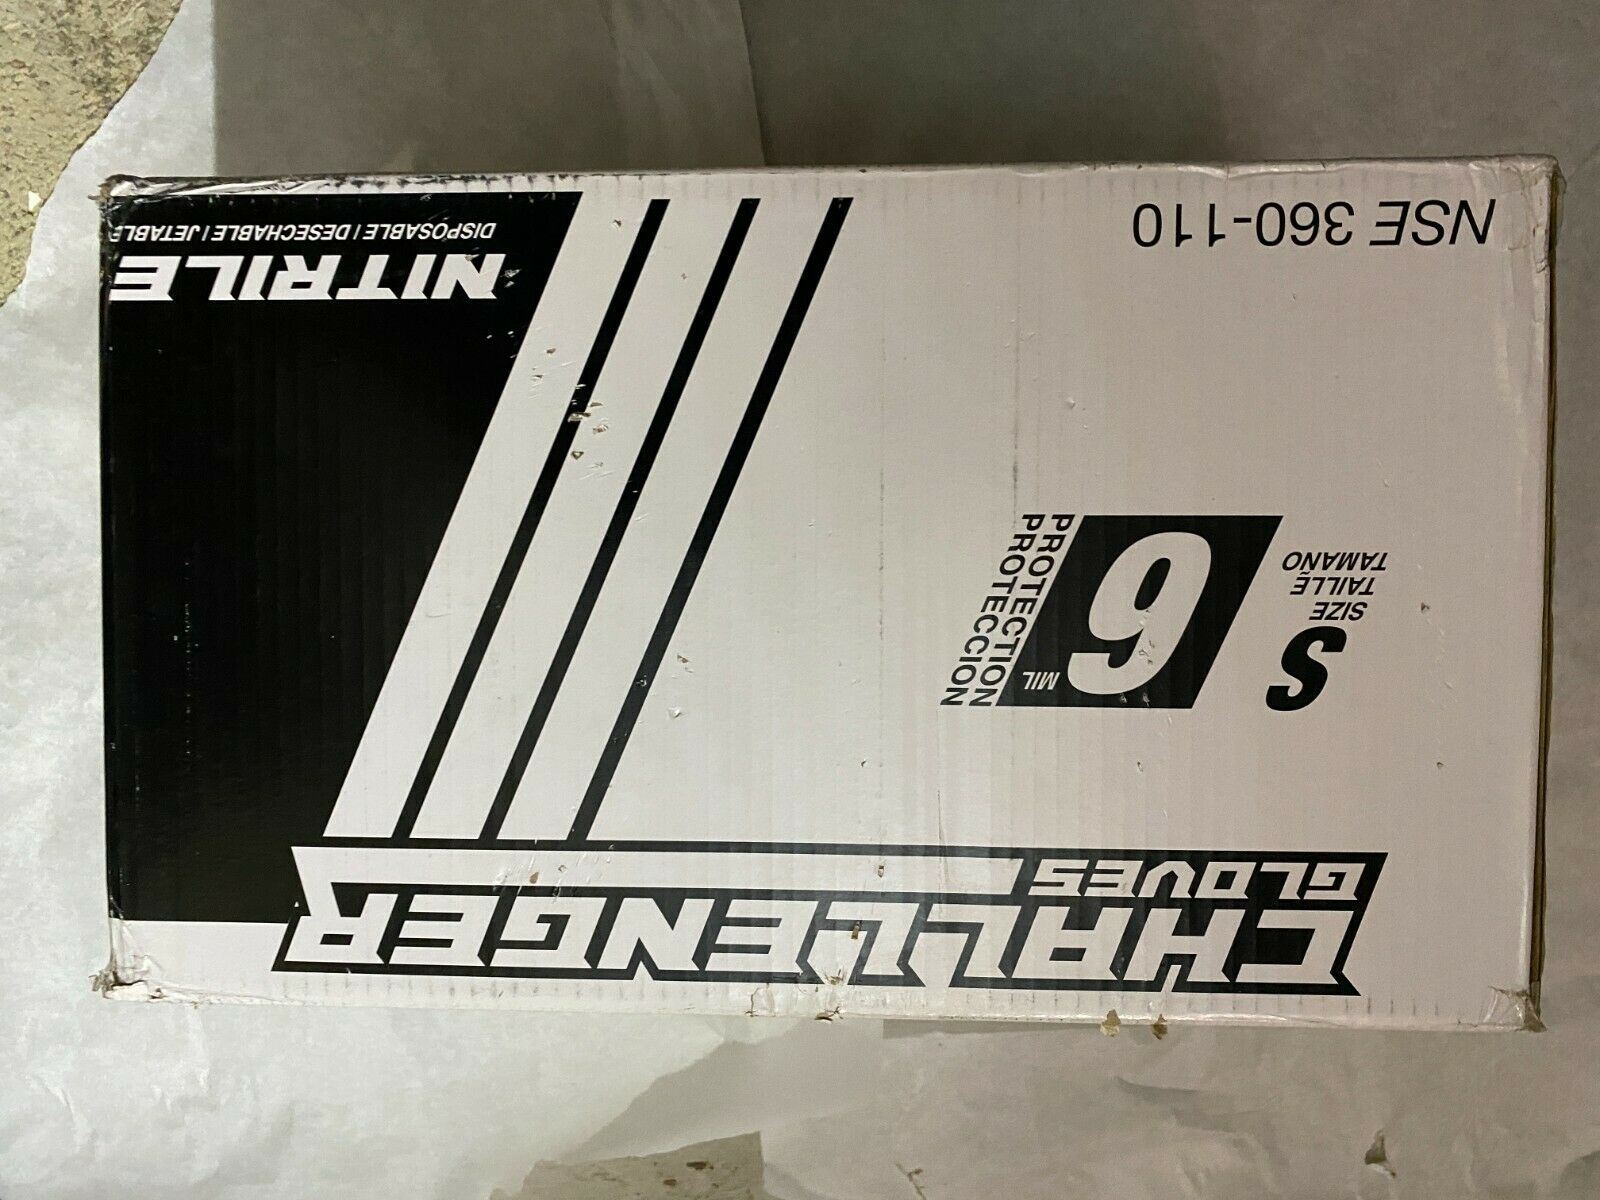 CHALLENGER
GLOVES
S
SIZE
TAILLE
TAMAÑO
6 MIL
PROTECTION
PROTECCION
NSE 360-110
NITRILE
DISPOSABLE | DESECHABLE | JETABLE